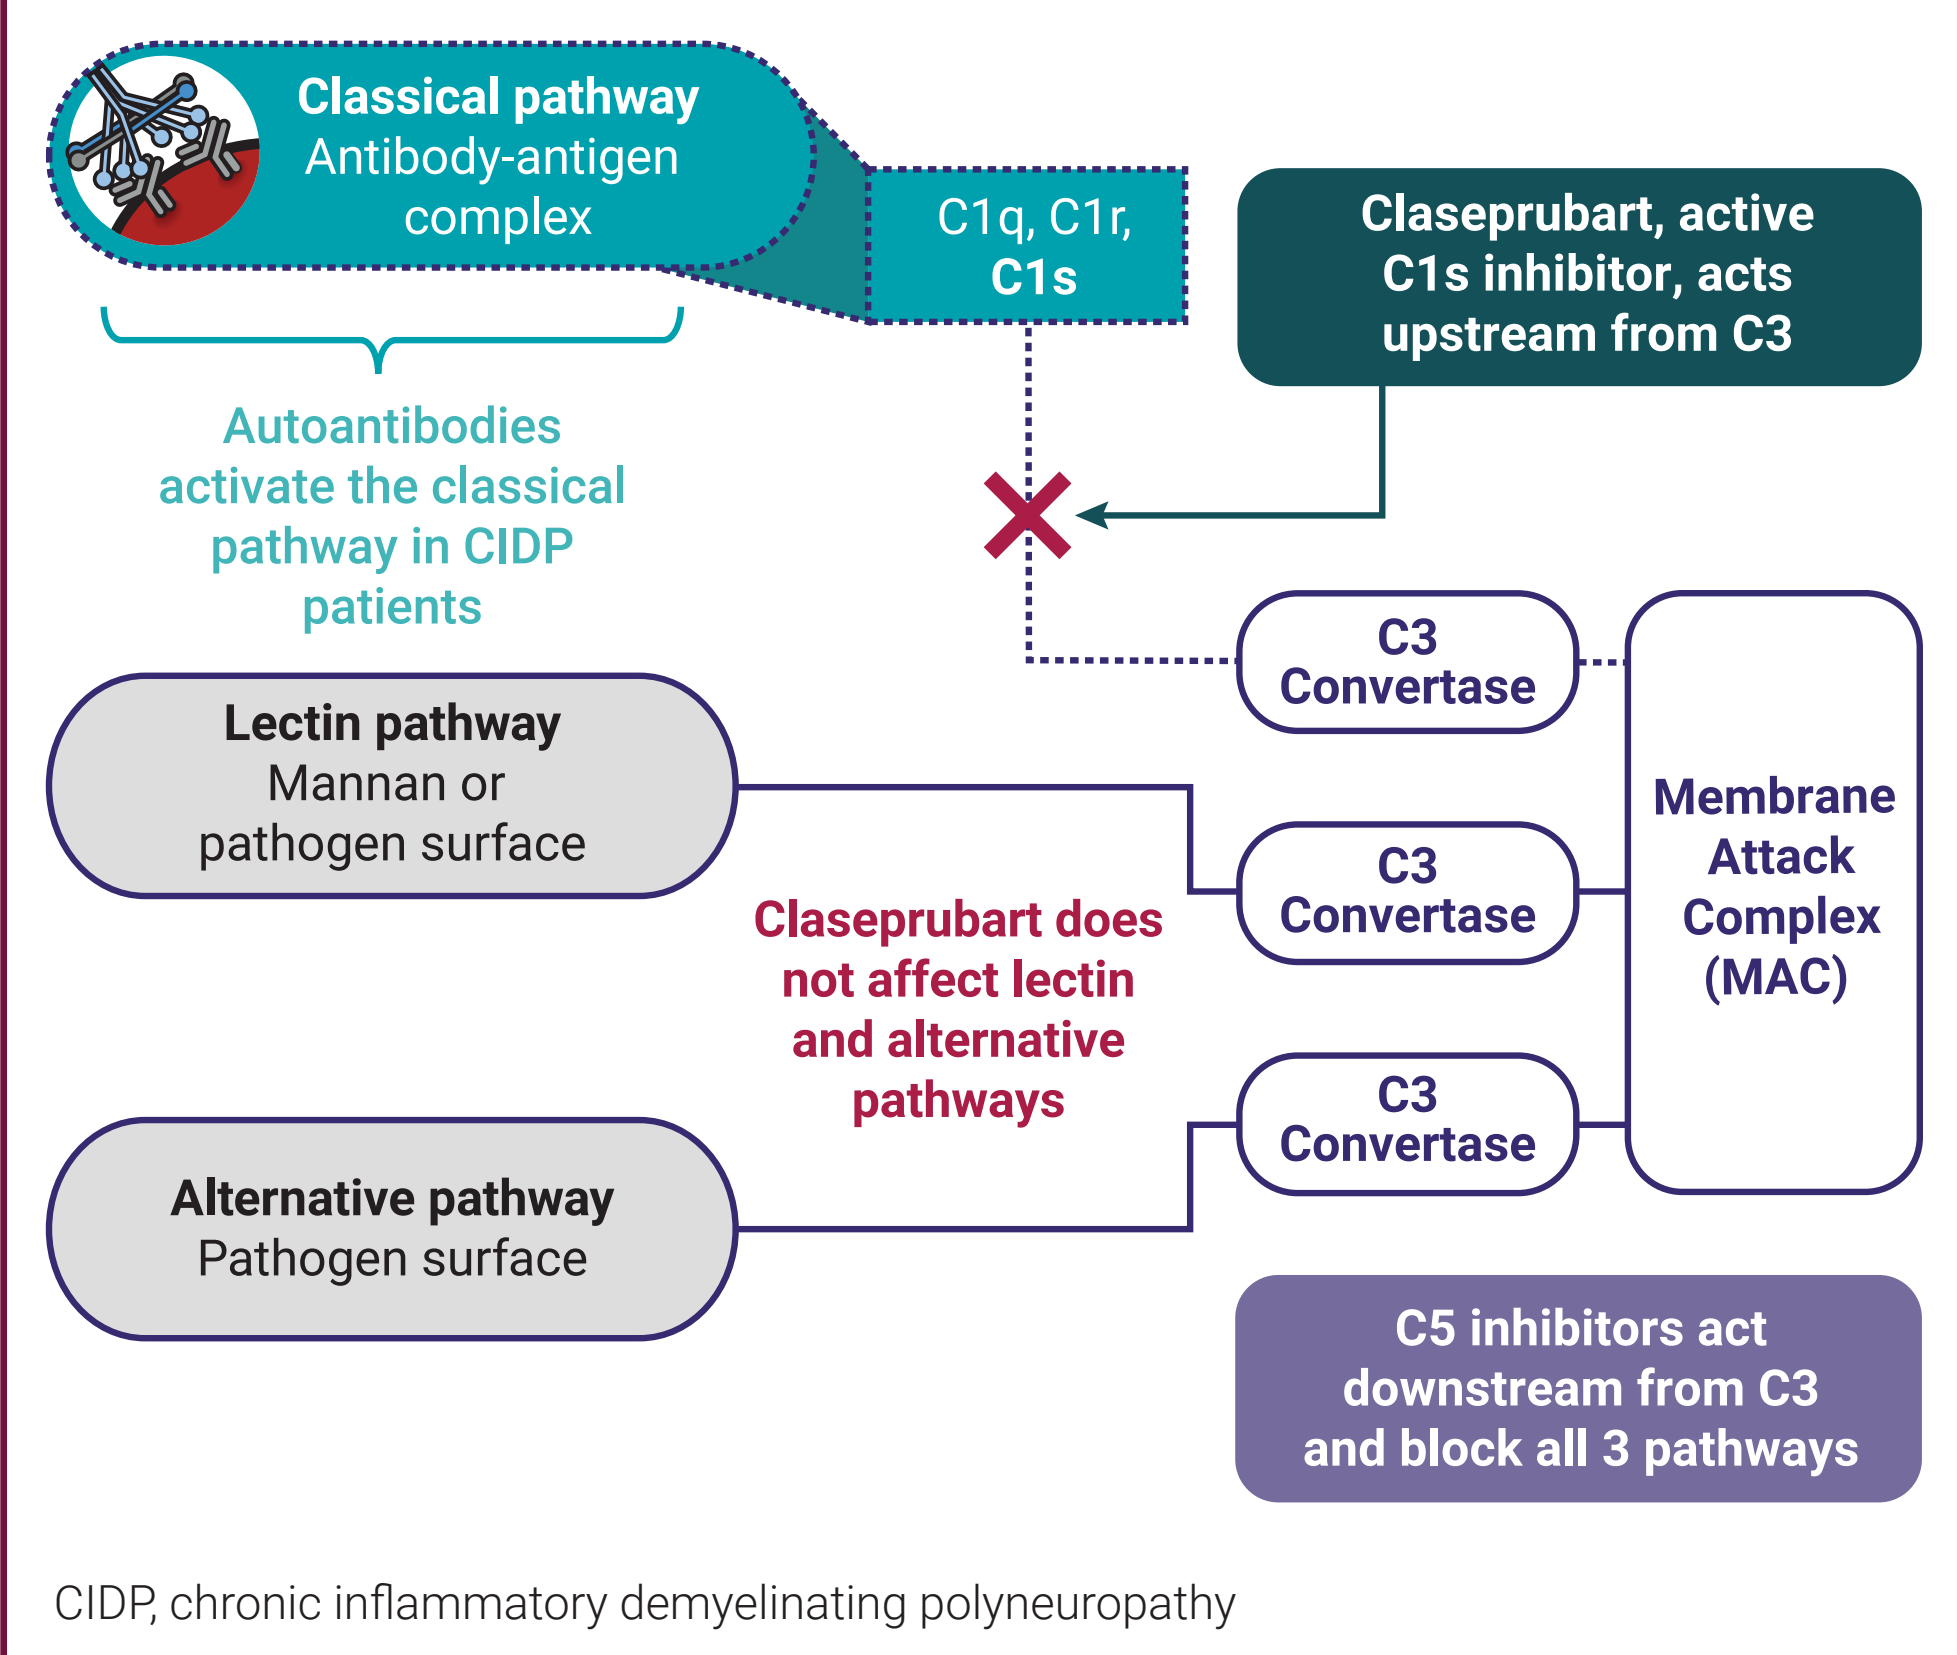 Classical pathway
Antibody-antigen
complex
C1q, C1r,
C1s
Claseprubart, active
C1s inhibitor, acts
upstream from C3
Autoantibodies
activate the classical
pathway in CIDP
patients
C3
Convertase
Lectin pathway
Mannan or
pathogen surface
C3
Convertase
Membrane
Attack
Complex
(MAC)
Claseprubart does
not affect lectin
and alternative
pathways
C3
Convertase
Alternative pathway
Pathogen surface
C5 inhibitors act
downstream from C3
and block all 3 pathways
CIDP, chronic inflammatory demyelinating polyneuropathy